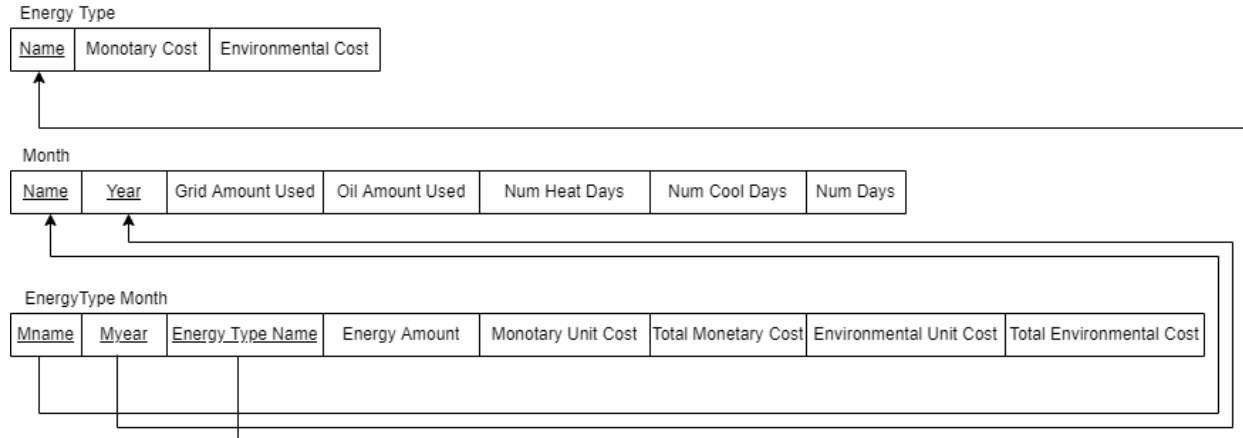 Energy Type
Name Monotary Cost Environmental Cost
Month
Name Year Grid Amount Used Oil Amount Used Num Heat Days Num Cool Days Num Days
EnergyType Month
Mname Myear Energy Type Name Energy Amount Monotary Unit Cost Total Monetary Cost Environmental Unit Cost Total Environmental Cost